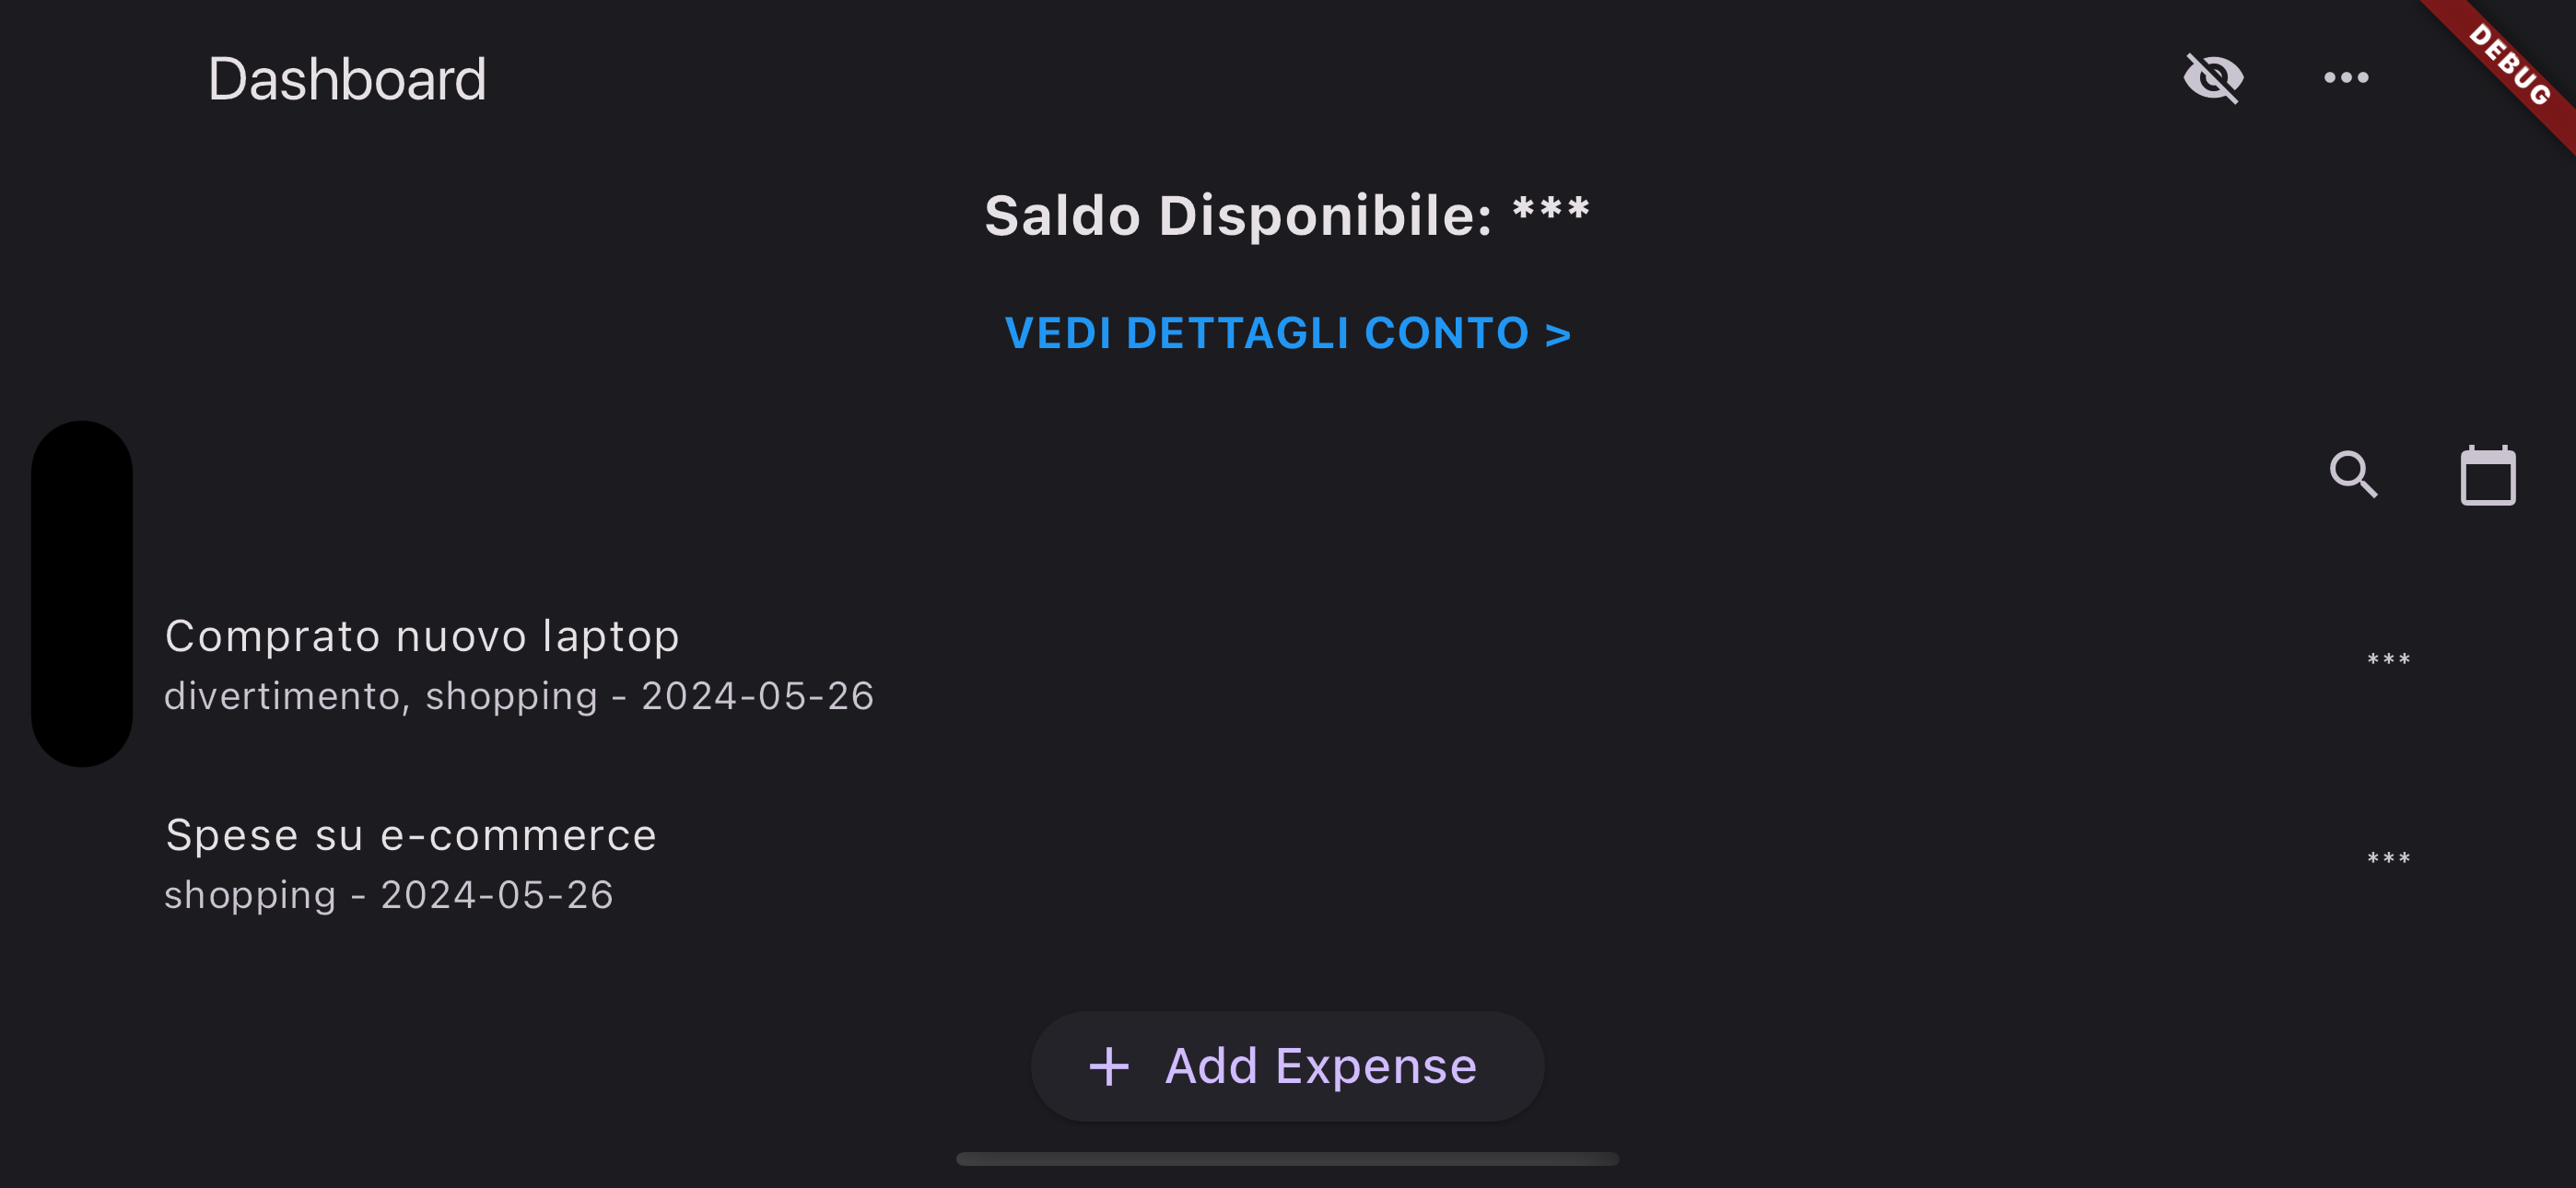 Dashboard
DEBUG
Saldo Disponibile: ***
VEDI DETTAGLI CONTO >
Comprato nuovo laptop
divertimento, shopping - 2024-05-26
***
Spese su e-commerce
shopping - 2024-05-26
***
+ Add Expense